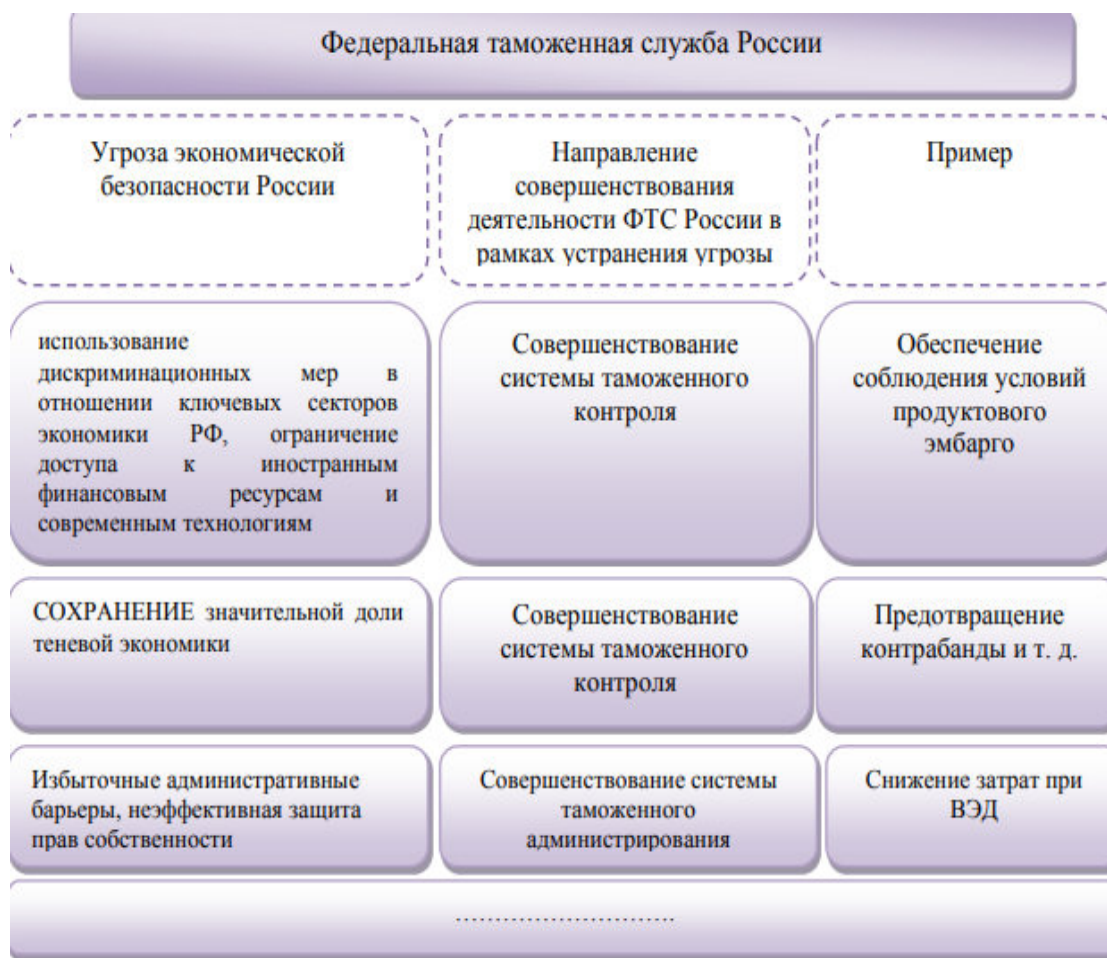 Федеральная таможенная служба России
Угроза экономической
безопасности России
Направление
совершенствования
деятельности ФТС России в
рамках устранения угрозы
Пример
использование
дискриминационных мер в
отношении ключевых секторов
экономики РФ, ограничение
доступа к иностранным
финансовым ресурсам и
современным технологиям
Совершенствование
системы таможенного
контроля
Обеспечение
соблюдения условий
продуктового
эмбарго
СОХРАНЕНИЕ значительной доли
теневой экономики
Совершенствование
системы таможенного
контроля
Предотвращение
контрабанды и т. д.
Избыточные административные
барьеры, неэффективная защита
прав собственности
Совершенствование системы
таможенного
администрирования
Снижение затрат при
ВЭД
………………………